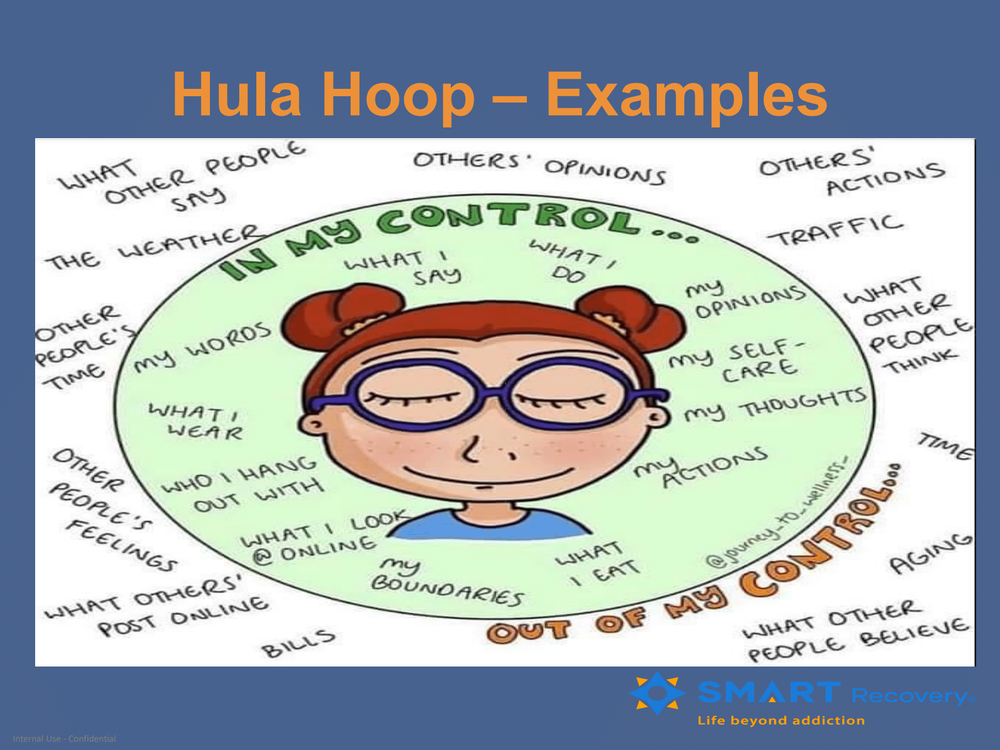 Hula Hoop – Examples
WHAT
OTHER PEOPLE
SAY
OTHERS' OPINIONS
OTHERS'
ACTIONS
THE WEATHER
TRAFFIC
IN MY CONTROL...
WHAT I
SAY
WHAT I
DO
MY
OPINIONS
WHAT
OTHER
PEOPLE
THINK
OTHER
PEOPLE'S
TIME
MY WORDS
MY SELF-
CARE
WHAT I
WEAR
MY THOUGHTS
TIME
OTHER
PEOPLE'S
FEELINGS
WHO I HANG
OUT WITH
MY
ACTIONS
WHAT I LOOK
@ ONLINE
MY
BOUNDARIES
WHAT
I EAT
@journey_to_wellness_
OUT OF MY CONTROL...
AGING
WHAT OTHERS'
POST ONLINE
BILLS
WHAT OTHER
PEOPLE BELIEVE
SMART Recovery®
Life beyond addiction
Internal Use - Confidential